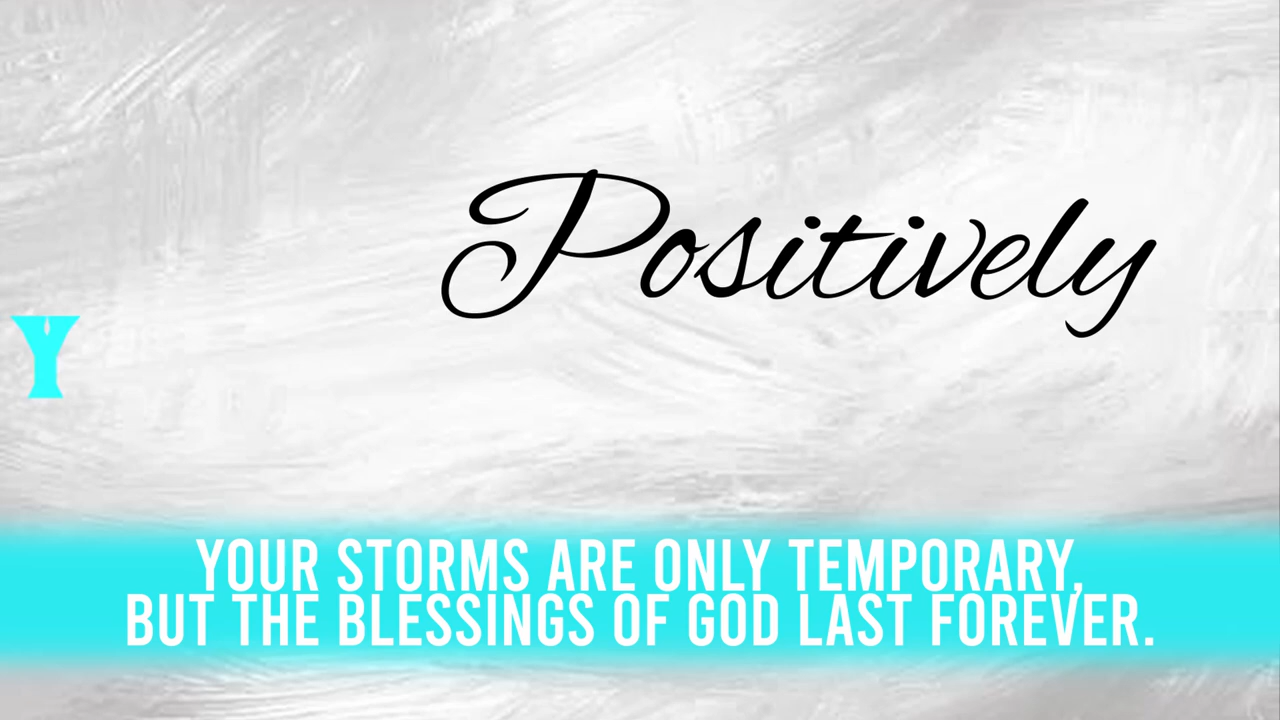 Positively
Y
YOUR STORMS ARE ONLY TEMPORARY,
BUT THE BLESSINGS OF GOD LAST FOREVER.